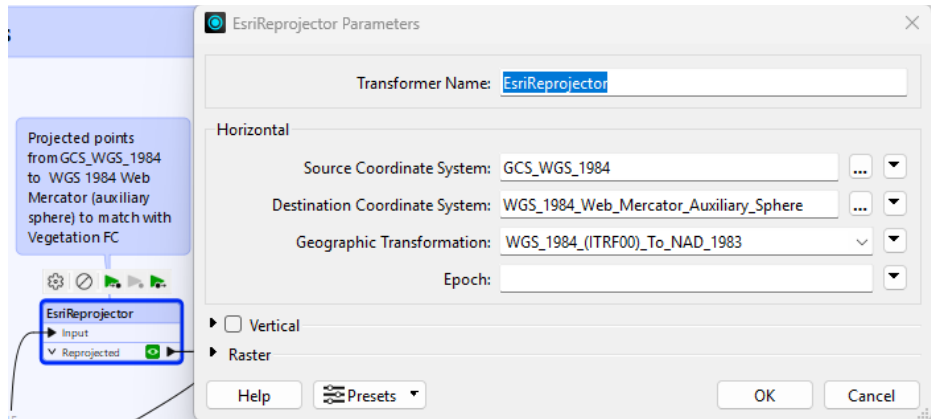 s
EsriReprojector Parameters
Transformer Name: EsriReprojector
Horizontal
Source Coordinate System: GCS_WGS_1984 ...
Destination Coordinate System: WGS_1984_Web_Mercator_Auxiliary_Sphere ...
Geographic Transformation: WGS_1984_(ITRF00)_To_NAD_1983
Epoch:
Vertical
Raster
Help Presets OK Cancel
Projected points
from GCS_WGS_1984
to WGS 1984 Web
Mercator (auxiliary
sphere) to match with
Vegetation FC
EsriReprojector
Input
Reprojected